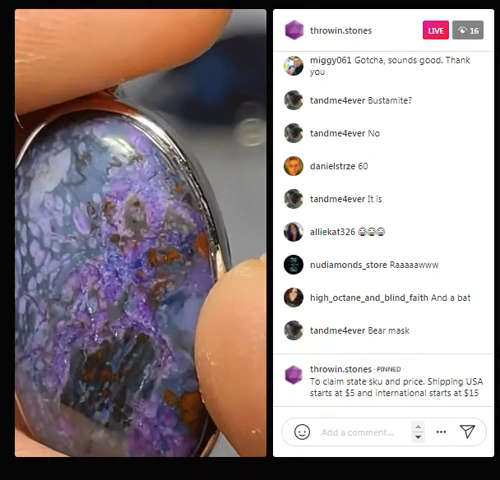 throwin.stones
LIVE
16
miggy061 Gotcha, sounds good. Thank
you
tandme4ever Bustamite?
tandme4ever No
danielstrze 60
tandme4ever It is
alliekat326 😂😂😂
nudiamonds_store Raaaaawww
high_octane_and_blind_faith And a bat
tandme4ever Bear mask
throwin.stones · PINNED
To claim state sku and price. Shipping USA
starts at $5 and international starts at $15
Add a comment...